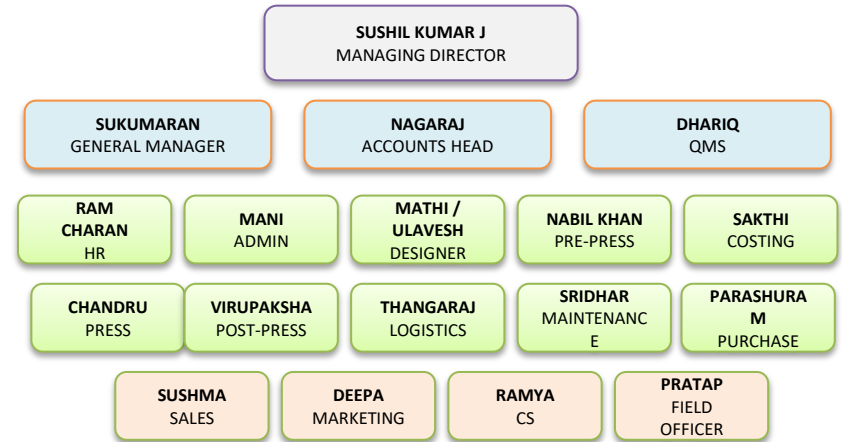 SUSHIL KUMAR J
MANAGING DIRECTOR
SUKUMARAN
GENERAL MANAGER
NAGARAJ
ACCOUNTS HEAD
DHARIQ
QMS
RAM
CHARAN
HR
MANI
ADMIN
MATHI /
ULAVESH
DESIGNER
NABIL KHAN
PRE-PRESS
SAKTHI
COSTING
CHANDRU
PRESS
VIRUPAKSHA
POST-PRESS
THANGARAJ
LOGISTICS
SRIDHAR
MAINTENANC
E
PARASHURA
M
PURCHASE
SUSHMA
SALES
DEEPA
MARKETING
RAMYA
CS
PRATAP
FIELD
OFFICER